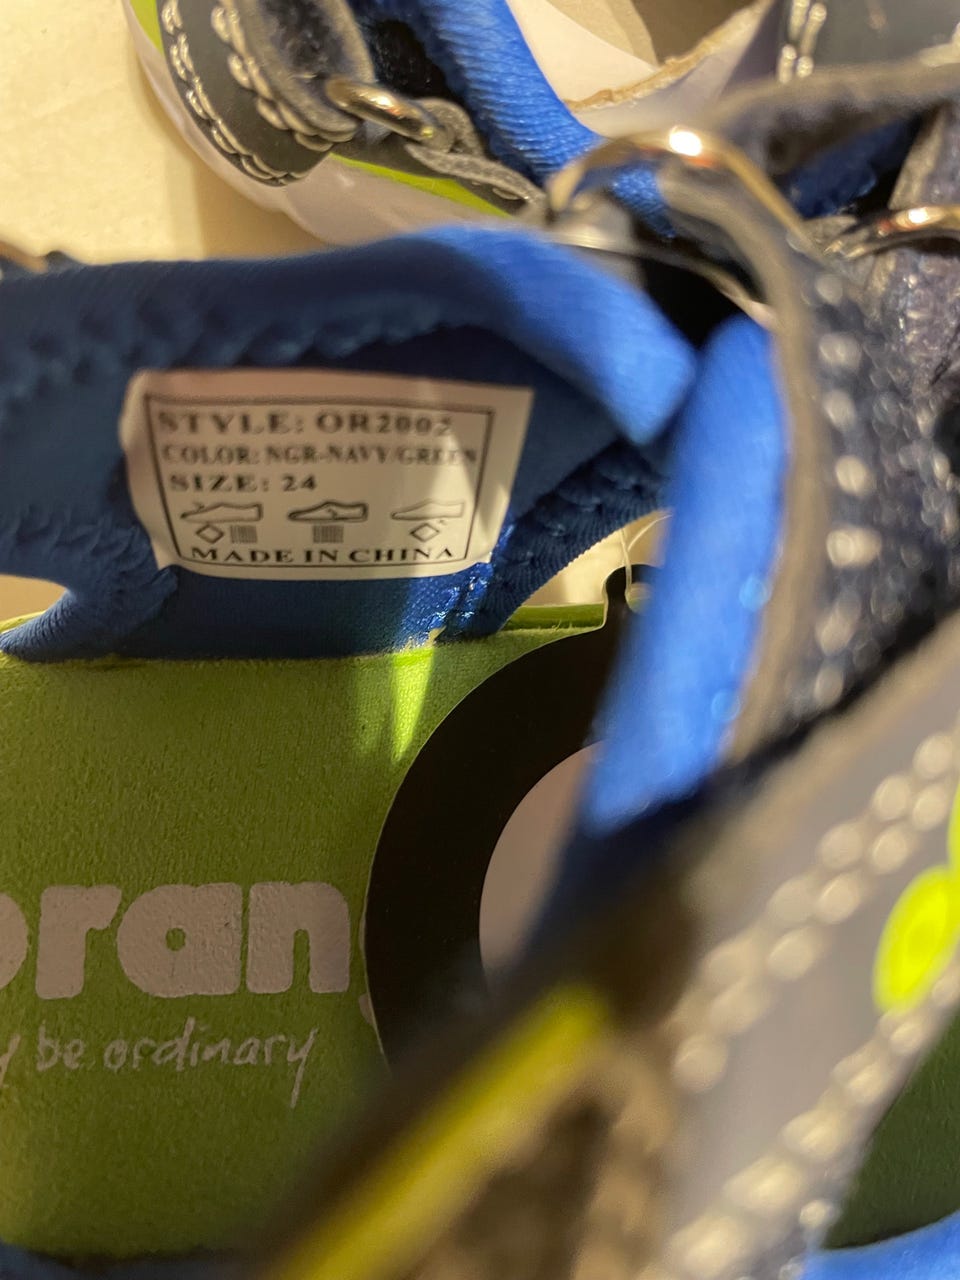 STYLE: OR2002
COLOR: NGR-NAVY/GREEN
SIZE: 24
MADE IN CHINA
oran
y be ordinary